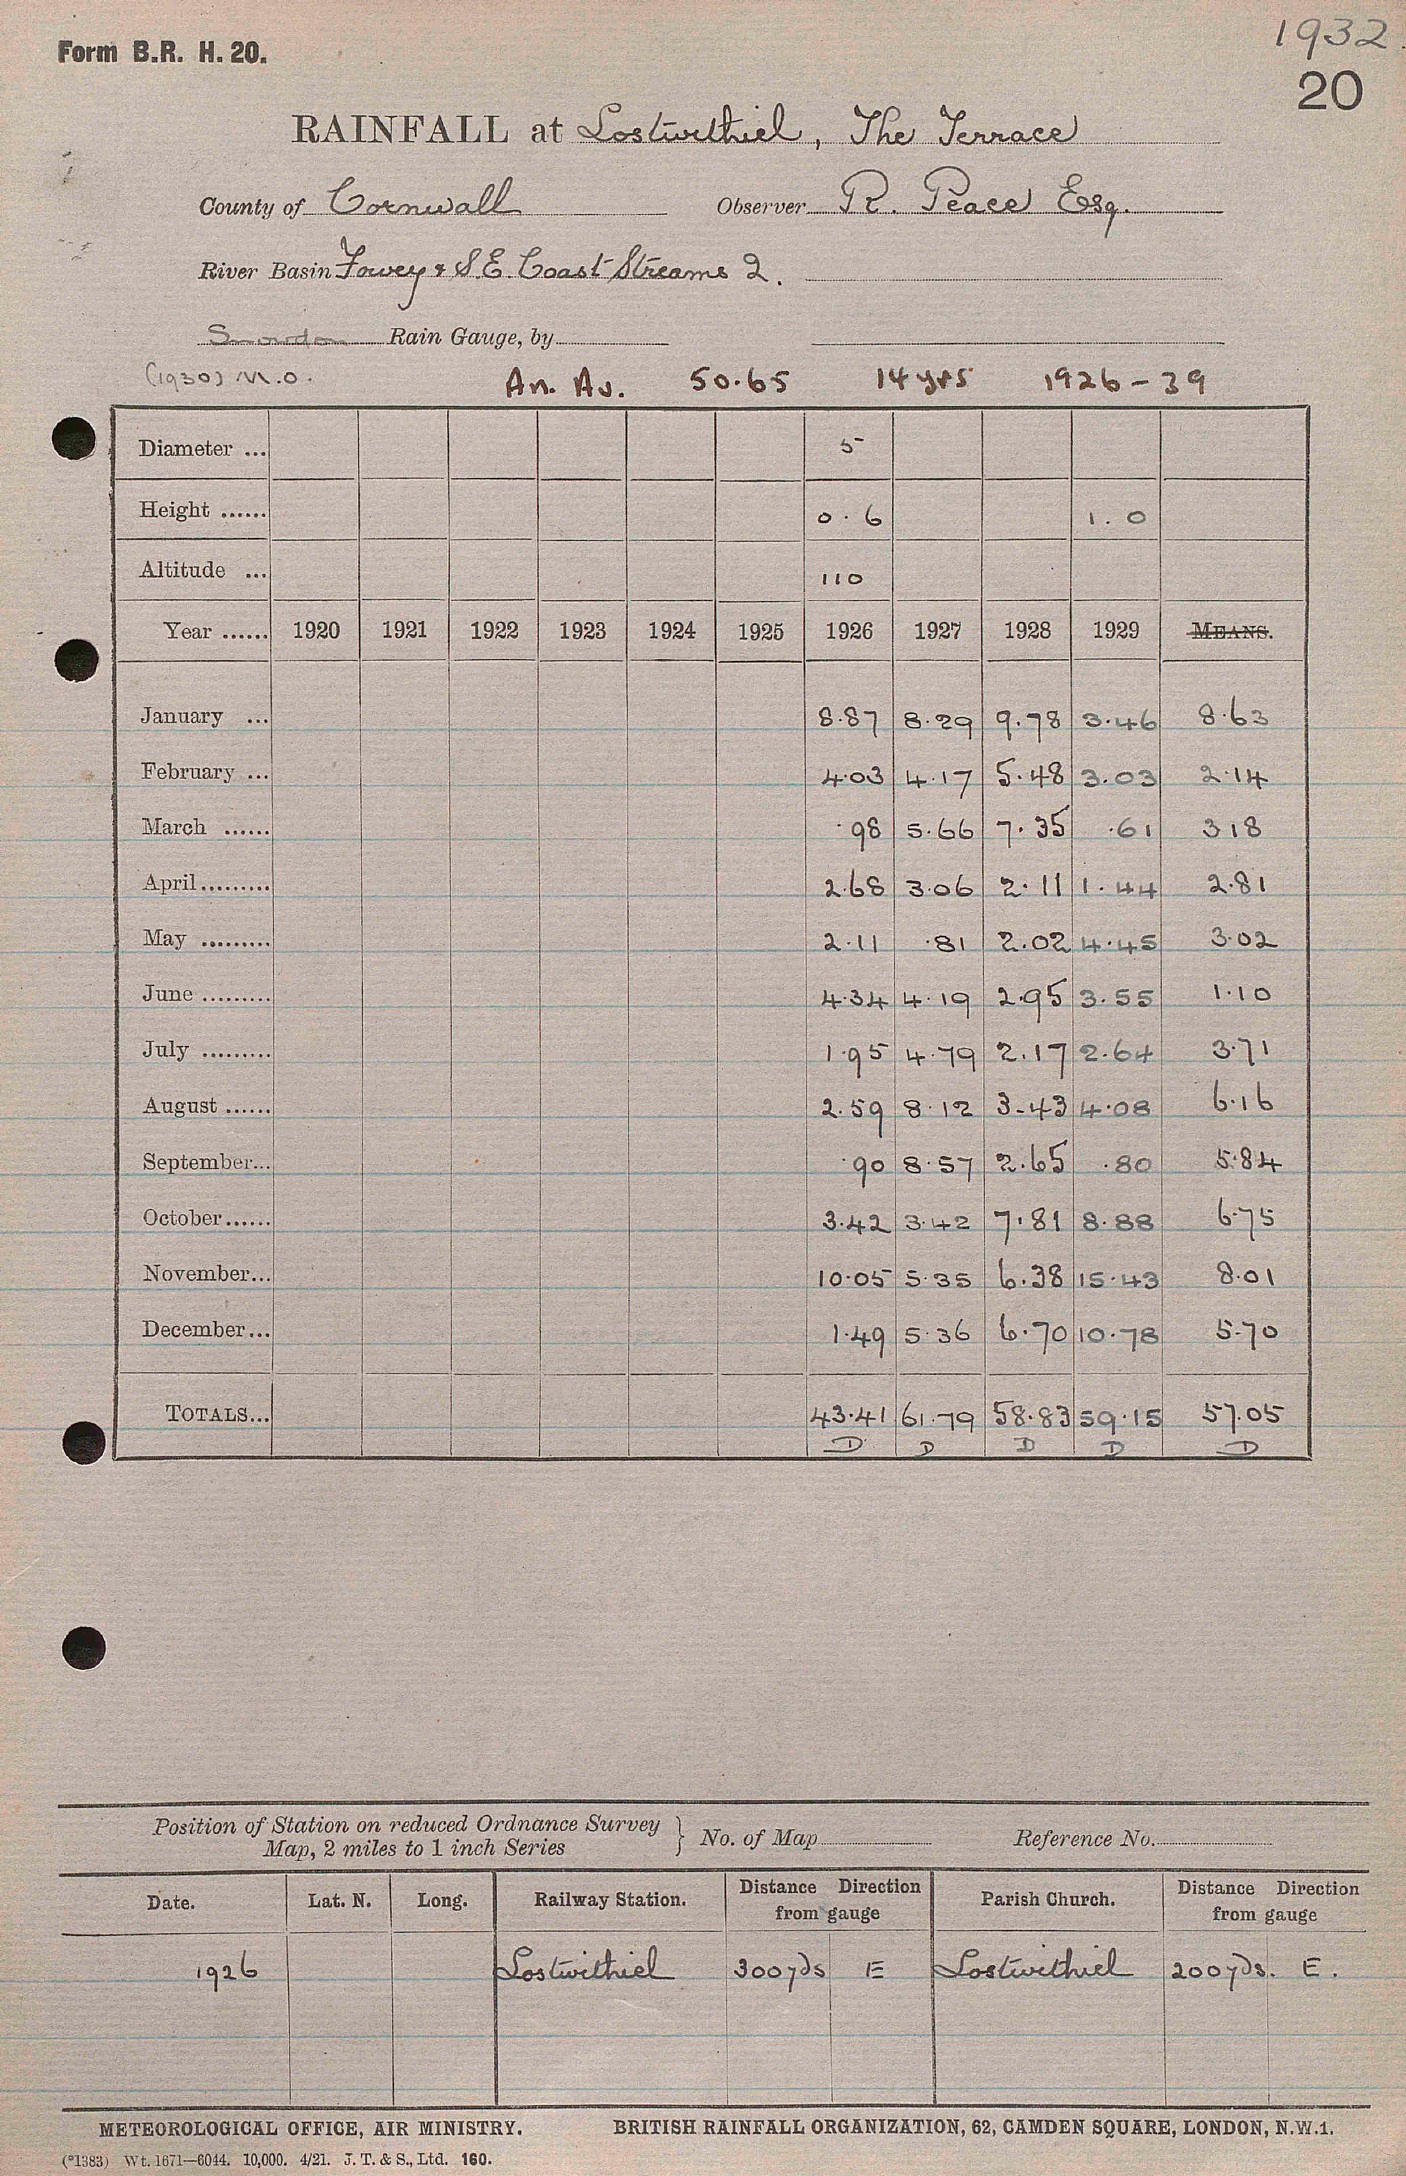 1932.
Form B.R. H. 20.
20
RAINFALL at Lostwithiel, The Terrace
County of Cornwall Observer R. Peace Esq.
River Basin Fowey & S.E. Coast Streams 2.
Snowdon Rain Gauge, by
(1930) M.O. An. Av. 50.65 14 yrs 1926-39
Diameter ... 5
Height ...... 0.6 1.0
Altitude ... 110
Year ...... 1920 1921 1922 1923 1924 1925 1926 1927 1928 1929 MEANS.
January ... 8.87 8.29 9.78 3.46 8.63
February ... 4.03 4.17 5.48 3.03 2.14
March ...... .98 5.66 7.35 .61 3 18
April......... 2.68 3.06 2.11 1.44 2.81
May ......... 2.11 .81 2.02 4.45 3.02
June ......... 4.34 4.19 2.95 3.55 1.10
July ......... 1.95 4.79 2.17 2.64 3.71
August ...... 2.59 8.12 3.43 4.08 6.16
September... .90 8.57 2.65 .80 5.84
October...... 3.42 3.42 7.81 8.88 6.75
November... 10.05 5.35 6.38 15.43 8.01
December... 1.49 5.36 6.70 10.78 5.70
TOTALS... 43.41 61.79 58.83 59.15 57.05
D D D D D
Position of Station on reduced Ordnance Survey
Map, 2 miles to 1 inch Series } No. of Map Reference No.
Date. Lat. N. Long. Railway Station. Distance Direction from gauge Parish Church. Distance Direction from gauge
1926 Lostwithiel 300 yds E Lostwithiel 200 yds. E.
METEOROLOGICAL OFFICE, AIR MINISTRY. BRITISH RAINFALL ORGANIZATION, 62, CAMDEN SQUARE, LONDON, N.W.1.
(*1383) Wt. 1671—6044. 10,000. 4/21. J. T. & S., Ltd. 160.